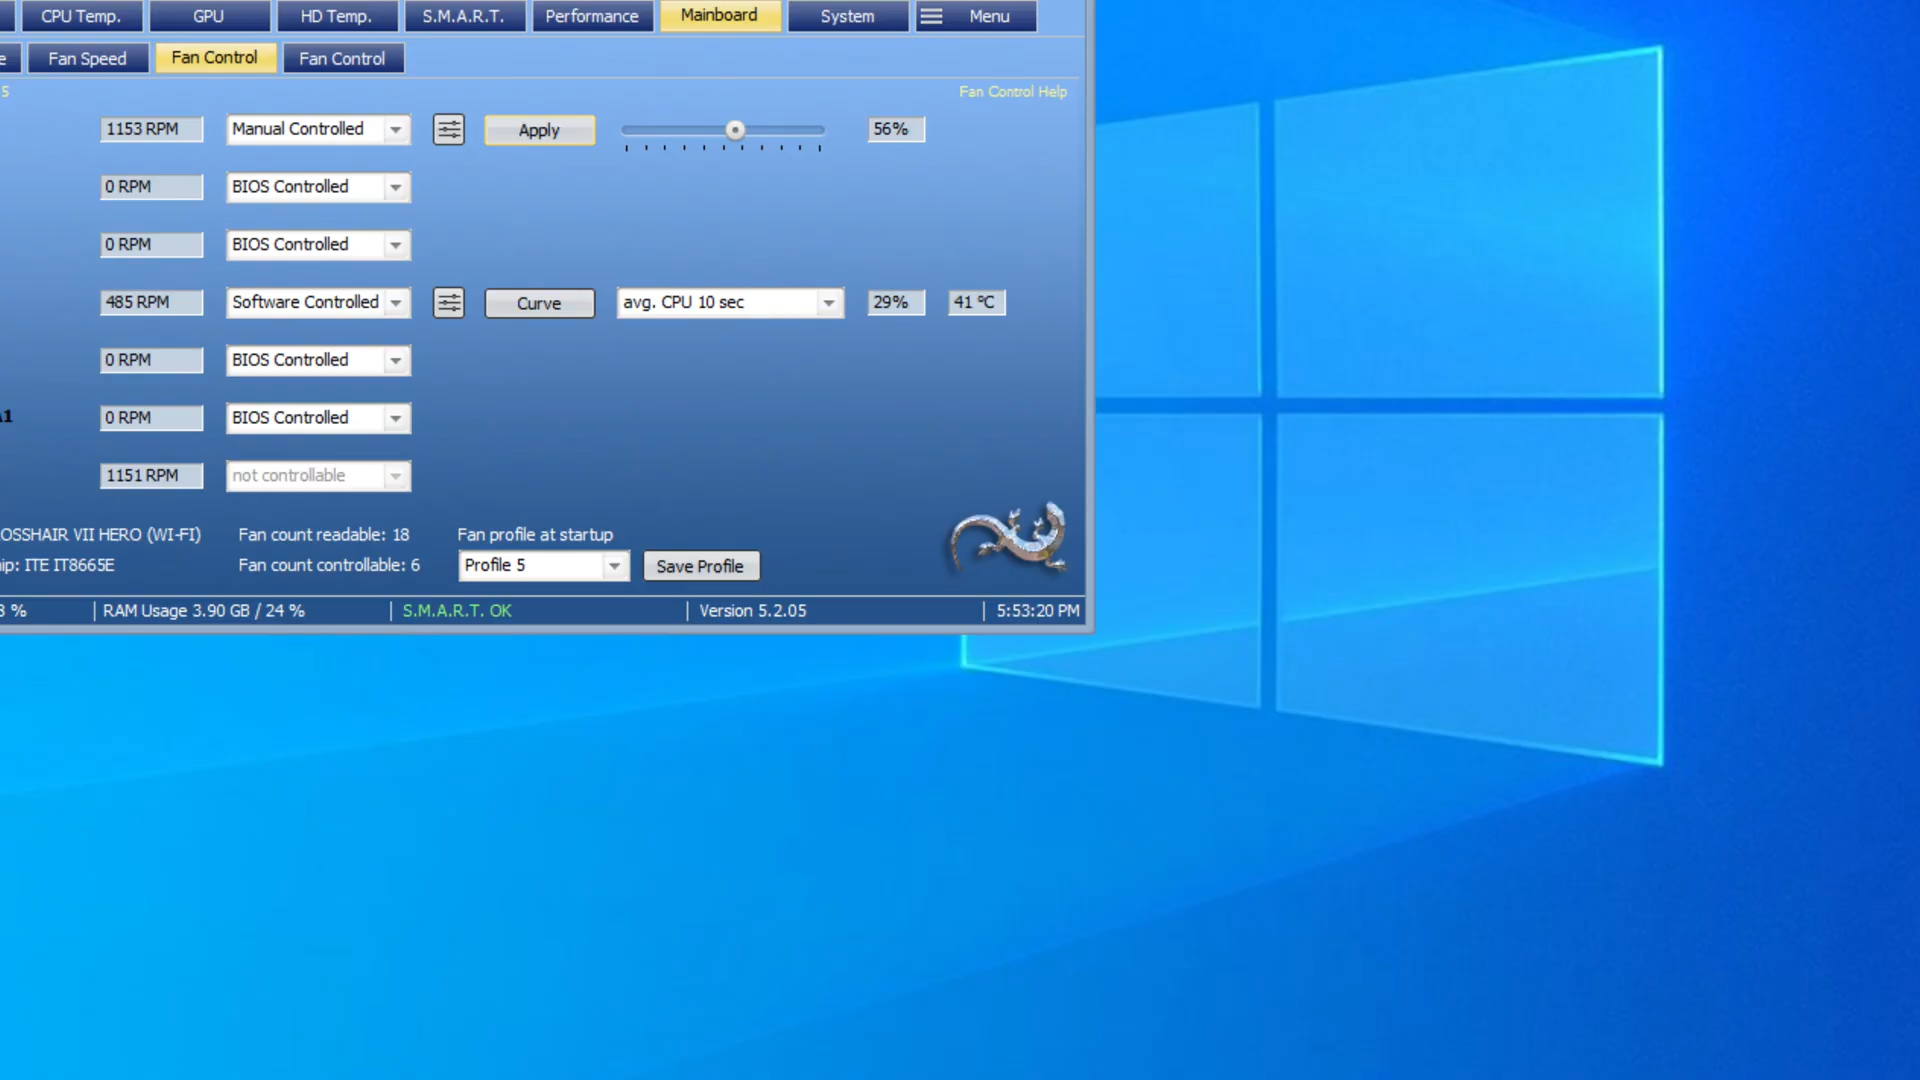 CPU Temp. GPU HD Temp. S.M.A.R.T. Performance Mainboard System Menu
e Fan Speed Fan Control Fan Control
5 Fan Control Help
1153 RPM Manual Controlled Apply 56%
0 RPM BIOS Controlled
0 RPM BIOS Controlled
485 RPM Software Controlled Curve avg. CPU 10 sec 29% 41 °C
0 RPM BIOS Controlled
A1 0 RPM BIOS Controlled
1151 RPM not controllable
OSSHAIR VII HERO (WI-FI) Fan count readable: 18 Fan profile at startup
ip: ITE IT8665E Fan count controllable: 6 Profile 5 Save Profile
% RAM Usage 3.90 GB / 24 % S.M.A.R.T. OK Version 5.2.05 5:53:20 PM